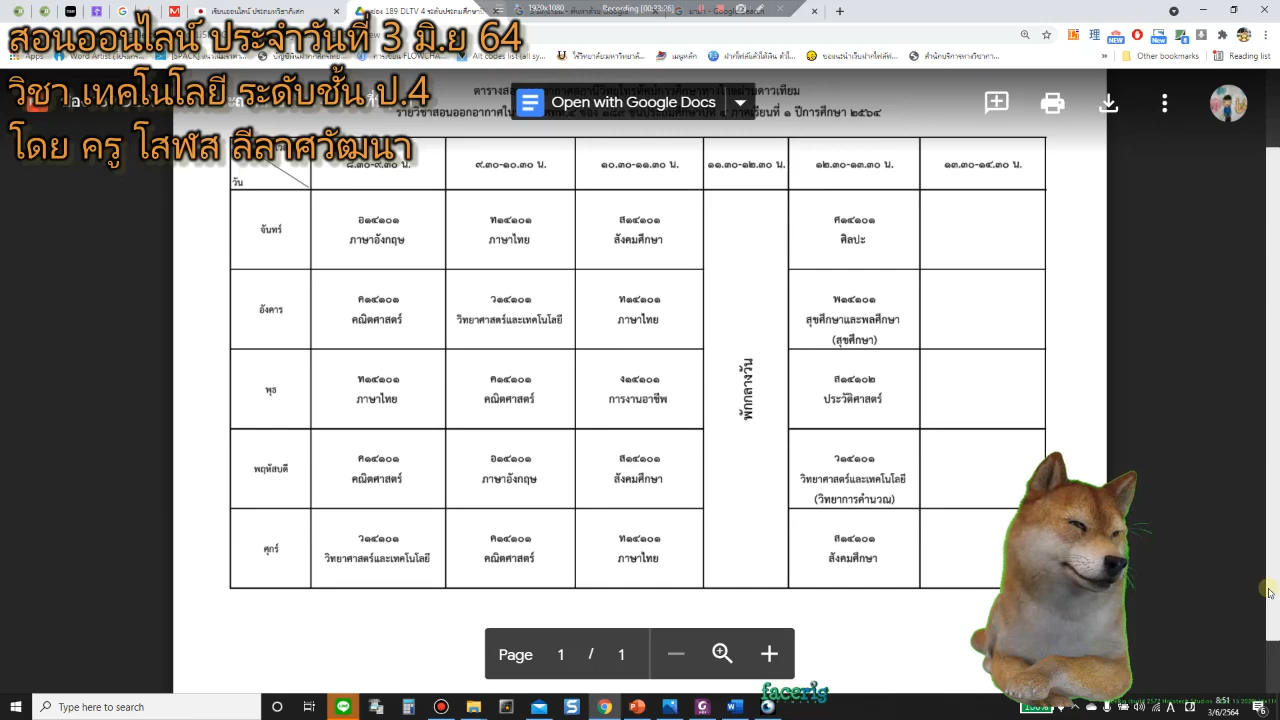 สอนออนไลน์ ประจำวันที่ 3 มิ.ย 64
วิชา เทคโนโลยี ระดับชั้น ป.4
โดย ครู โสฬส ลีลาศวัฒนา
Open with Google Docs
Other bookmarks
Reading list
วัน
๘.๓๐-๙.๓๐ น. ๙.๓๐-๑๐.๓๐ น. ๑๐.๓๐-๑๑.๓๐ น. ๑๑.๓๐-๑๒.๓๐ น. ๑๒.๓๐-๑๓.๓๐ น. ๑๓.๓๐-๑๔.๓๐ น.
จันทร์
อ๑๔๑๐๑ ท๑๔๑๐๑ ส๑๔๑๐๑ ศ๑๔๑๐๑
ภาษาอังกฤษ ภาษาไทย สังคมศึกษา ศิลปะ
อังคาร
ค๑๔๑๐๑ ว๑๔๑๐๑ ท๑๔๑๐๑ พ๑๔๑๐๑
คณิตศาสตร์ วิทยาศาสตร์และเทคโนโลยี ภาษาไทย สุขศึกษาและพลศึกษา
(สุขศึกษา)
พักกลางวัน
พุธ
ท๑๔๑๐๑ ค๑๔๑๐๑ ง๑๔๑๐๑ ส๑๔๑๐๒
ภาษาไทย คณิตศาสตร์ การงานอาชีพ ประวัติศาสตร์
พฤหัสบดี
ค๑๔๑๐๑ อ๑๔๑๐๑ ส๑๔๑๐๑ ว๑๔๑๐๑
คณิตศาสตร์ ภาษาอังกฤษ สังคมศึกษา วิทยาศาสตร์และเทคโนโลยี
(วิทยาการคำนวณ)
ศุกร์
ว๑๔๑๐๑ ค๑๔๑๐๑ ท๑๔๑๐๑ ส๑๔๑๐๑
วิทยาศาสตร์และเทคโนโลยี คณิตศาสตร์ ภาษาไทย สังคมศึกษา
Page 1 / 1
facerig
Type here to search
8:51
3/6/2564